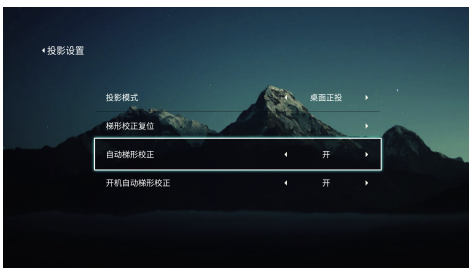 投影设置
投影模式 桌面正投
梯形校正复位
自动梯形校正 开
开机自动梯形校正 开